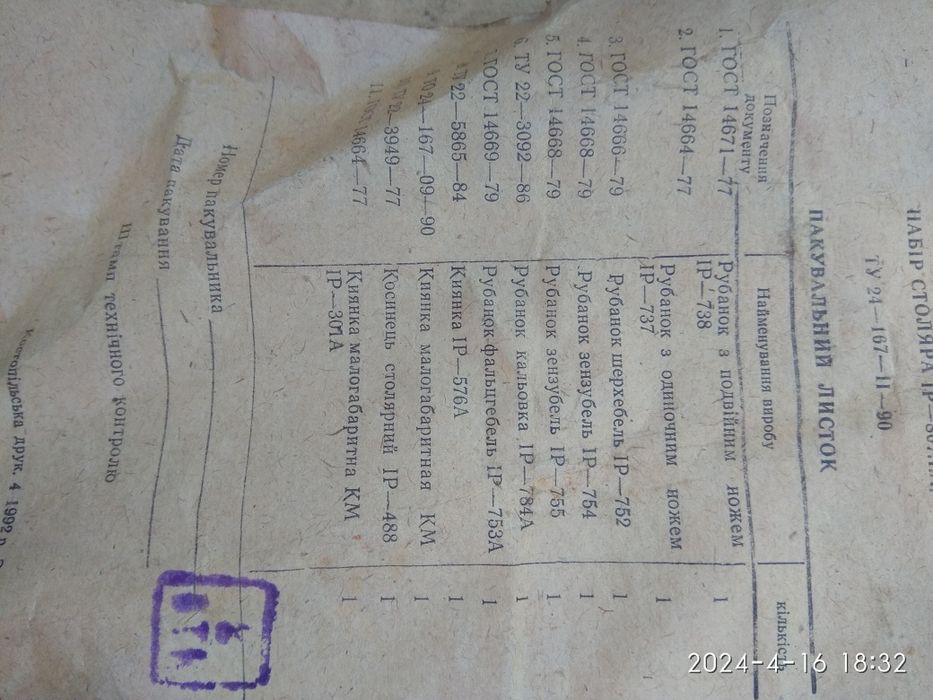 НАБІР СТОЛЯРА ІР—
ТУ 24—167—11—90
ПАКУВАЛЬНИЙ ЛИСТОК
Позначення документу Найменування виробу кількість
1. ГОСТ 14671—77 Рубанок з подвійним ножем ІР—738 1
2. ГОСТ 14664—77 Рубанок з одиночним ножем ІР—737 1
3. ГОСТ 14666—79 Рубанок шерхебель ІР—752 1
4. ГОСТ 14668—79 Рубанок зензубель ІР—754 1
5. ГОСТ 14668—79 Рубанок зензубель ІР—755 1
6. ТУ 22—3092—86 Рубанок кальовка ІР—784А 1
ГОСТ 14669—79 Рубанок фальцгебель ІР—753А 1
22—5865—84 Киянка ІР—576А 1
167—09—90 Киянка малогабаритная КМ 1
22—3949—77 Косинець столярний ІР—488 1
14664—77 Киянка малогабаритна КМ ІР—301А 1
Номер пакувальника
Дата пакування
Штамп технічного контролю
друк. 4 1992 р.
2024-4-16 18:32